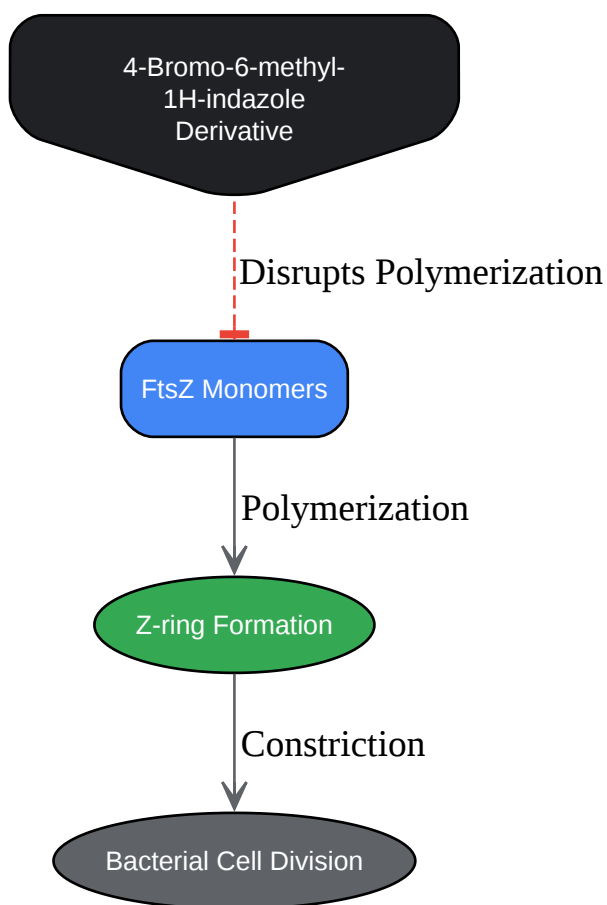 4-Bromo-6-methyl-
1H-indazole
Derivative
Disrupts Polymerization
FtsZ Monomers
Polymerization
Z-ring Formation
Constriction
Bacterial Cell Division